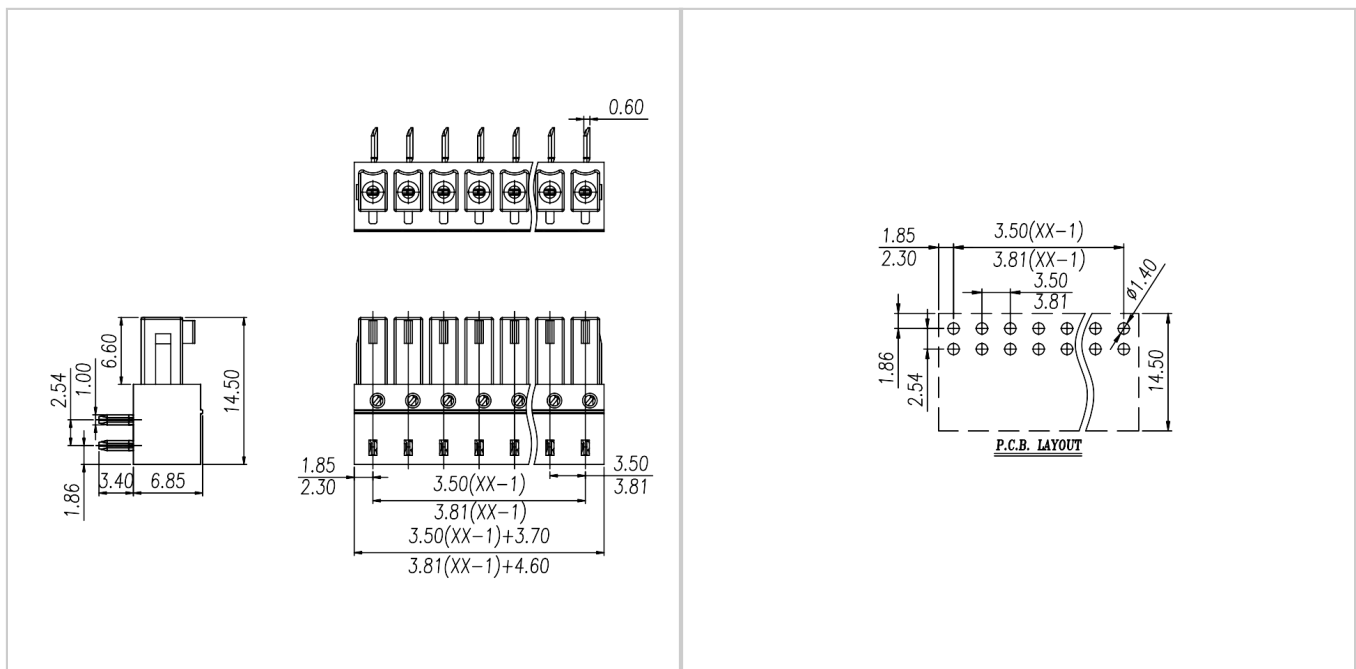 0.60
6.60
1.00
2.54
14.50
1.86
3.40
6.85
1.85
2.30
3.50(XX-1)
3.81(XX-1)
3.50
3.81
3.50(XX-1)+3.70
3.81(XX-1)+4.60
1.85
2.30
3.50(XX-1)
3.81(XX-1)
3.50
3.81
ø1.40
1.86
2.54
14.50
P.C.B. LAYOUT